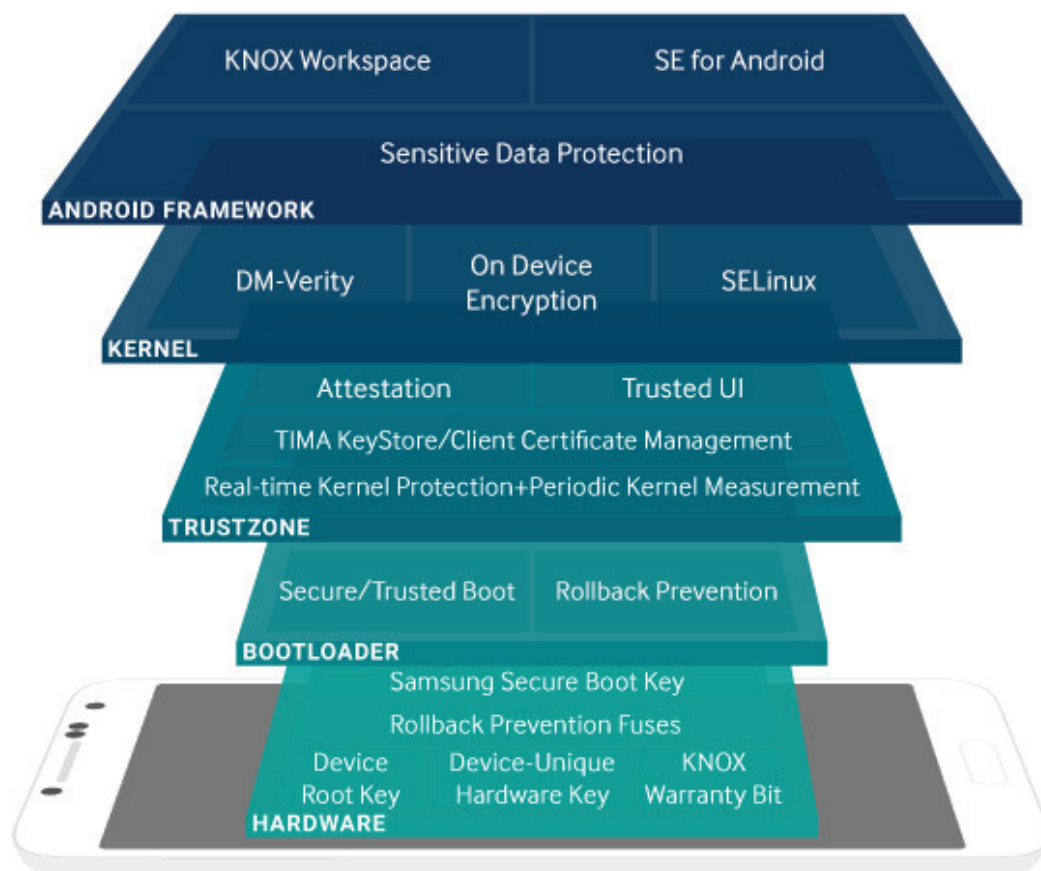 KNOX Workspace
SE for Android
Sensitive Data Protection
ANDROID FRAMEWORK
DM-Verity
On Device
Encryption
SELinux
KERNEL
Attestation
Trusted UI
TIMA KeyStore/Client Certificate Management
Real-time Kernel Protection+Periodic Kernel Measurement
TRUSTZONE
Secure/Trusted Boot
Rollback Prevention
BOOTLOADER
Samsung Secure Boot Key
Rollback Prevention Fuses
Device
Root Key
Device-Unique
Hardware Key
KNOX
Warranty Bit
HARDWARE